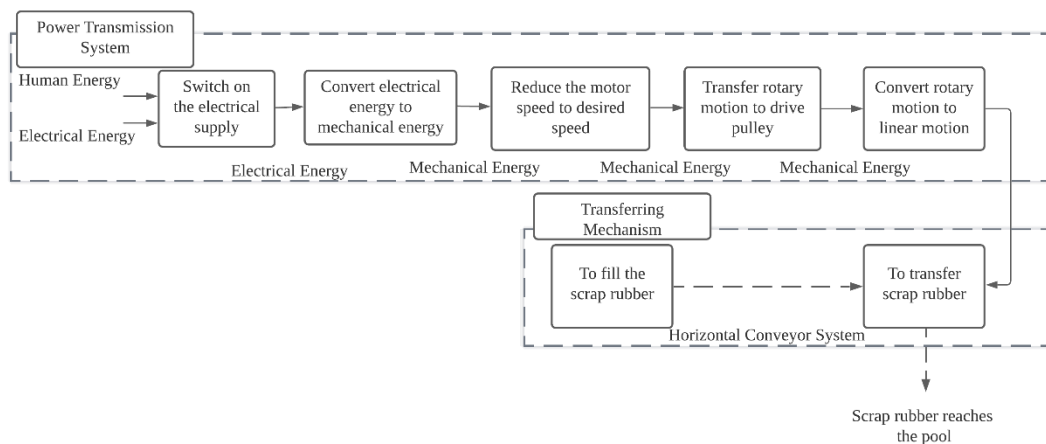 Power Transmission
System
Human Energy
Electrical Energy
Switch on
the electrical
supply
Convert electrical
energy to
mechanical energy
Reduce the motor
speed to desired
speed
Transfer rotary
motion to drive
pulley
Convert rotary
motion to
linear motion
Electrical Energy
Mechanical Energy
Mechanical Energy
Mechanical Energy
Transferring
Mechanism
To fill the
scrap rubber
To transfer
scrap rubber
Horizontal Conveyor System
Scrap rubber reaches
the pool